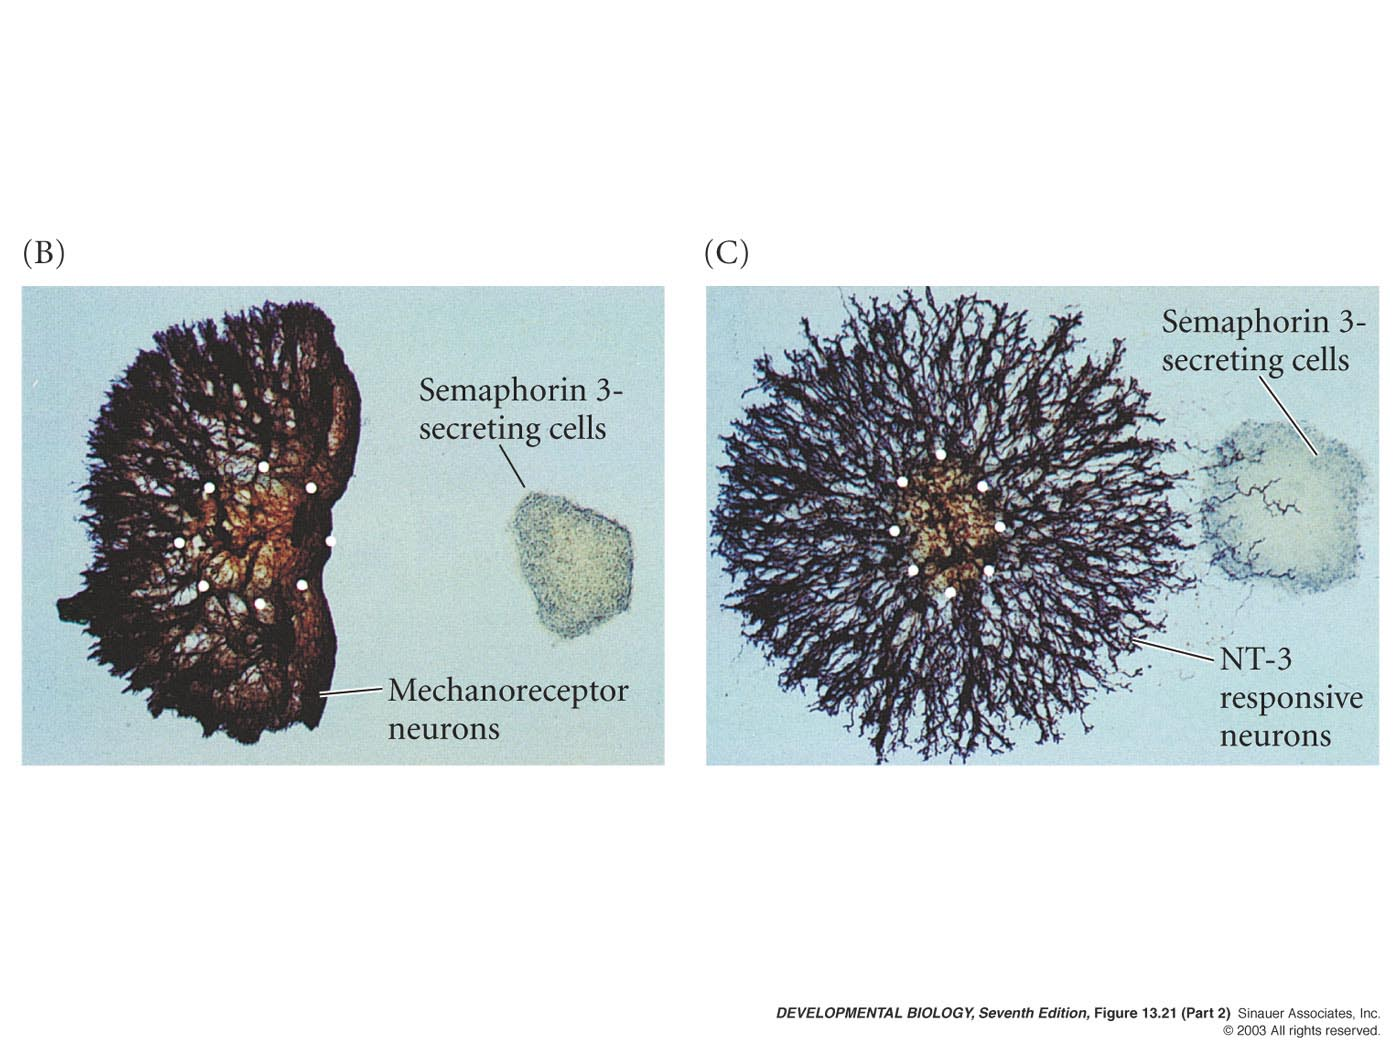 (B)
(C)
Semaphorin 3-
secreting cells
Mechanoreceptor
neurons
Semaphorin 3-
secreting cells
NT-3
responsive
neurons
DEVELOPMENTAL BIOLOGY, Seventh Edition, Figure 13.21 (Part 2) Sinauer Associates, Inc.
© 2003 All rights reserved.